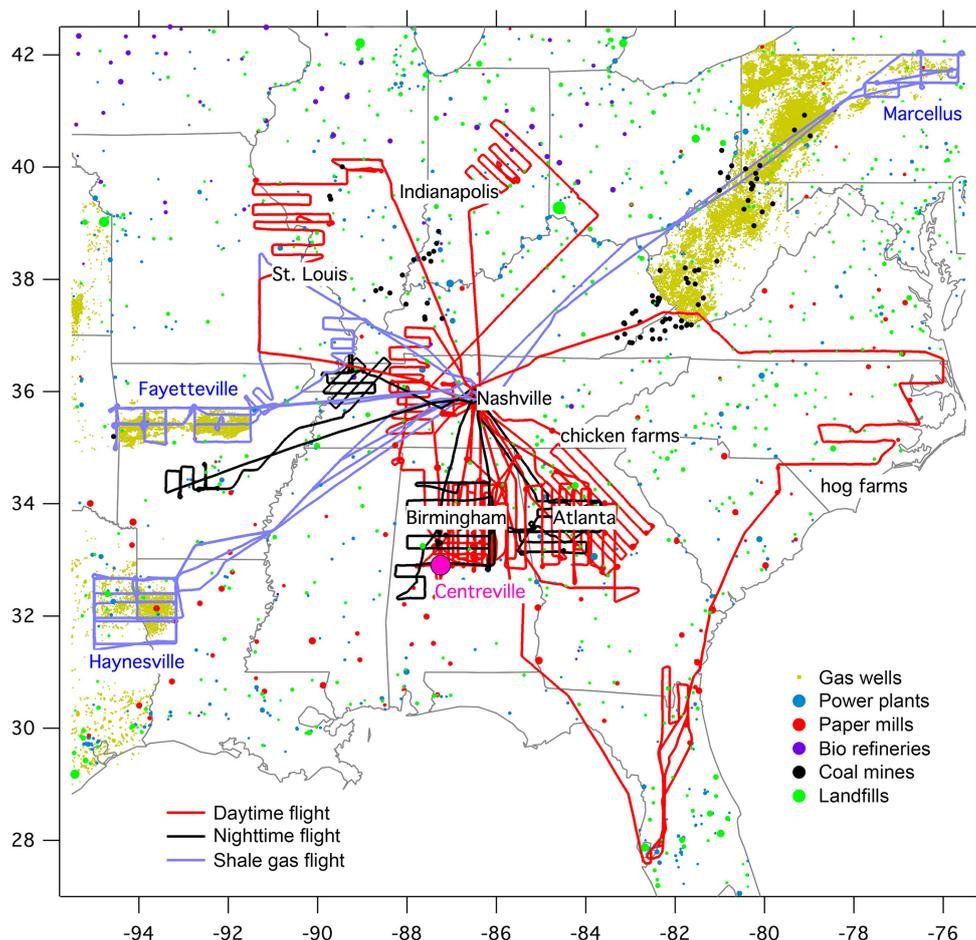 42
40
38
36
34
32
30
28
Marcellus
Indianapolis
St. Louis
Fayetteville
Nashville
chicken farms
hog farms
Birmingham
Atlanta
Centreville
Haynesville
Gas wells
Power plants
Paper mills
Bio refineries
Coal mines
Landfills
Daytime flight
Nighttime flight
Shale gas flight
-94 -92 -90 -88 -86 -84 -82 -80 -78 -76